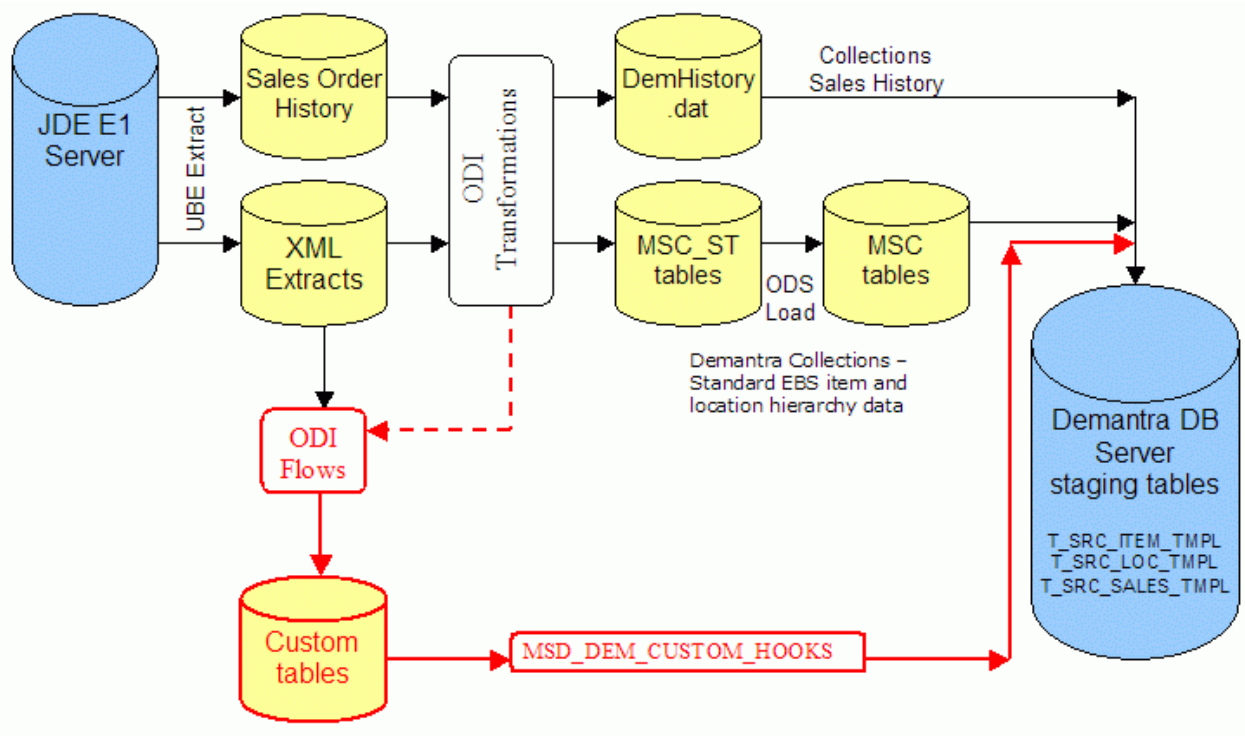 JDE E1
Server
UBE Extract
Sales Order
History
XML
Extracts
ODI
Transformations
DemHistory
.dat
Collections
Sales History
MSC_ST
tables
ODS
Load
MSC
tables
Demantra Collections –
Standard EBS item and
location hierarchy data
ODI
Flows
Custom
tables
MSD_DEM_CUSTOM_HOOKS
Demantra DB
Server
staging tables
T_SRC_ITEM_TMPL
T_SRC_LOC_TMPL
T_SRC_SALES_TMPL